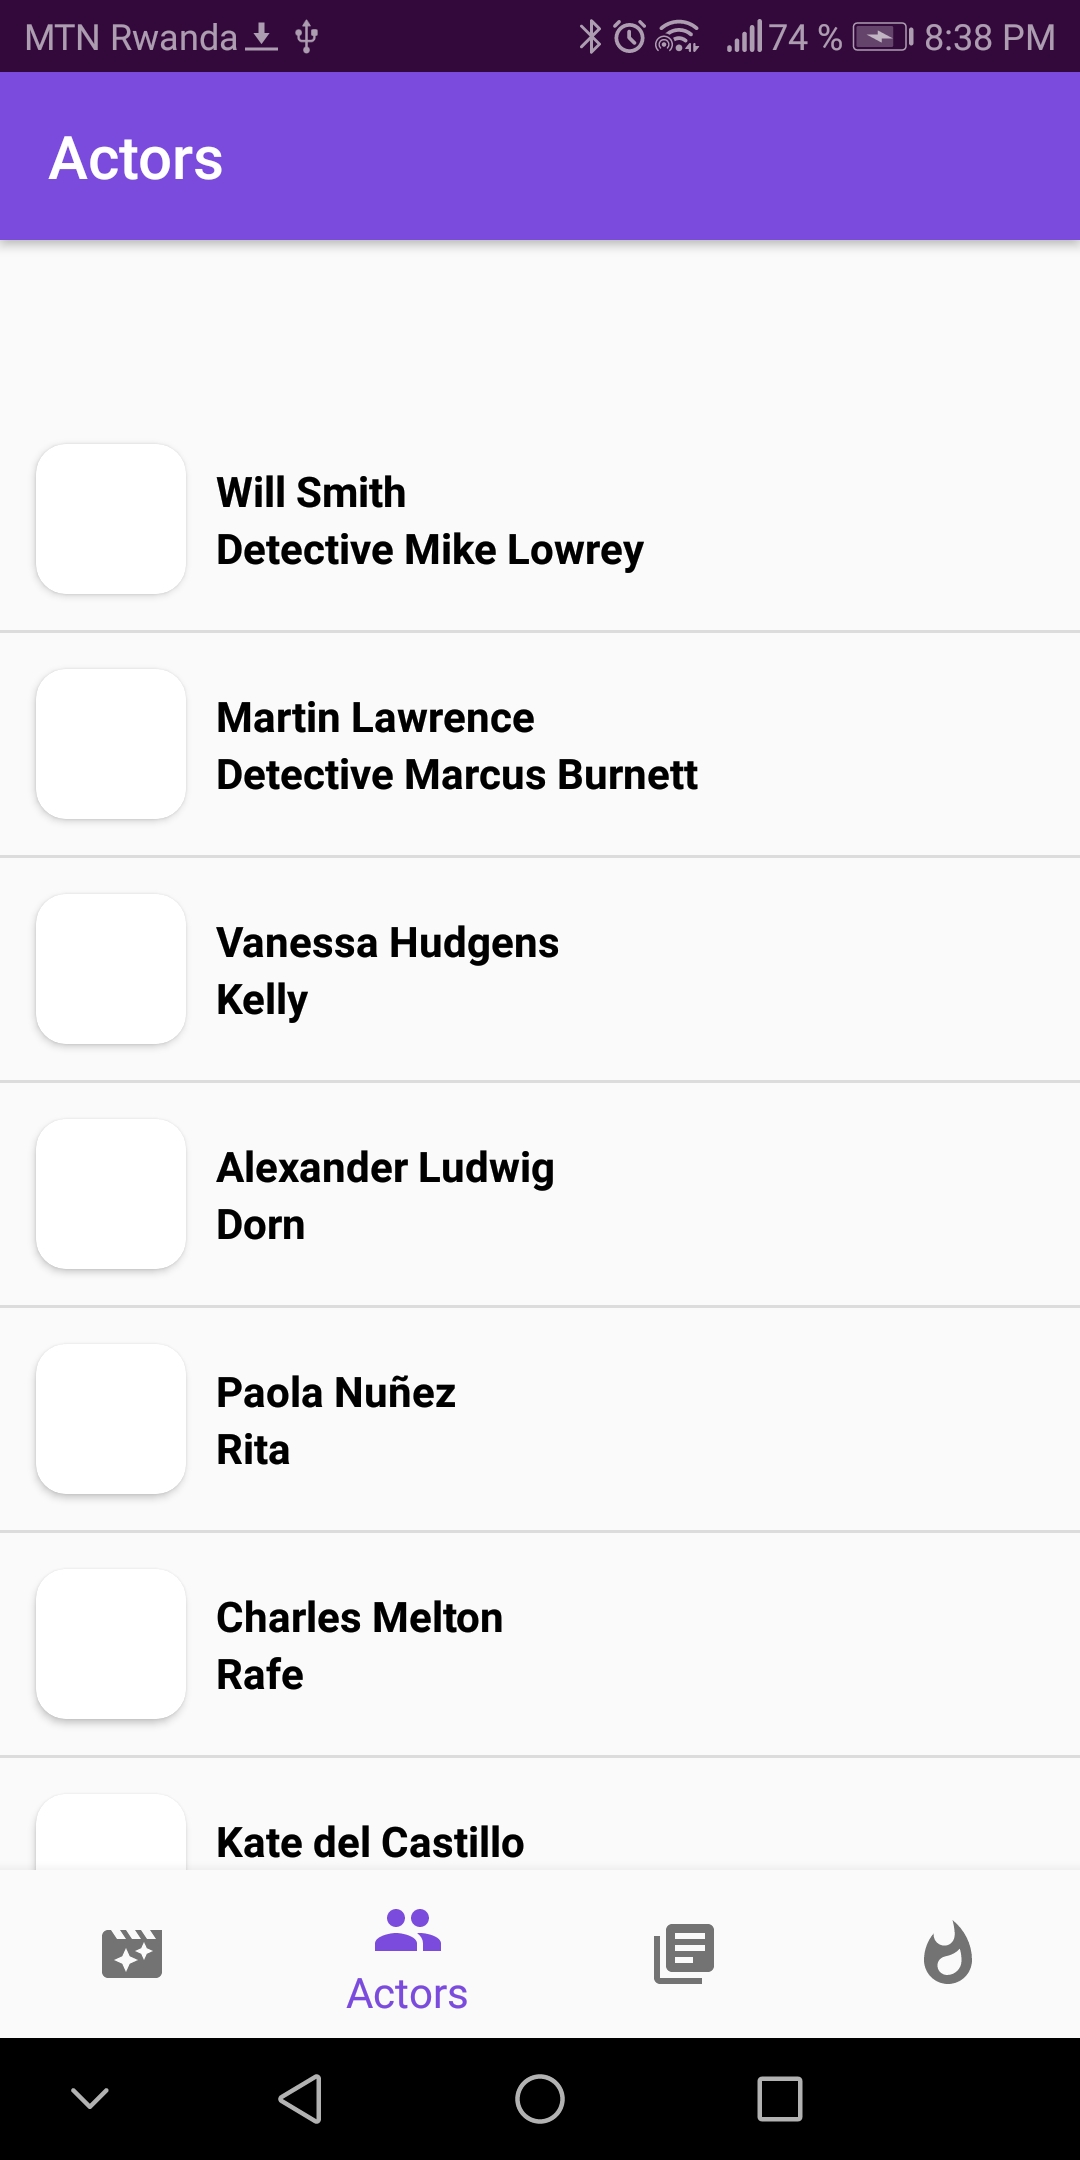 MTN Rwanda 74 % 8:38 PM
Actors
Will Smith
Detective Mike Lowrey
Martin Lawrence
Detective Marcus Burnett
Vanessa Hudgens
Kelly
Alexander Ludwig
Dorn
Paola Nuñez
Rita
Charles Melton
Rafe
Kate del Castillo
Actors